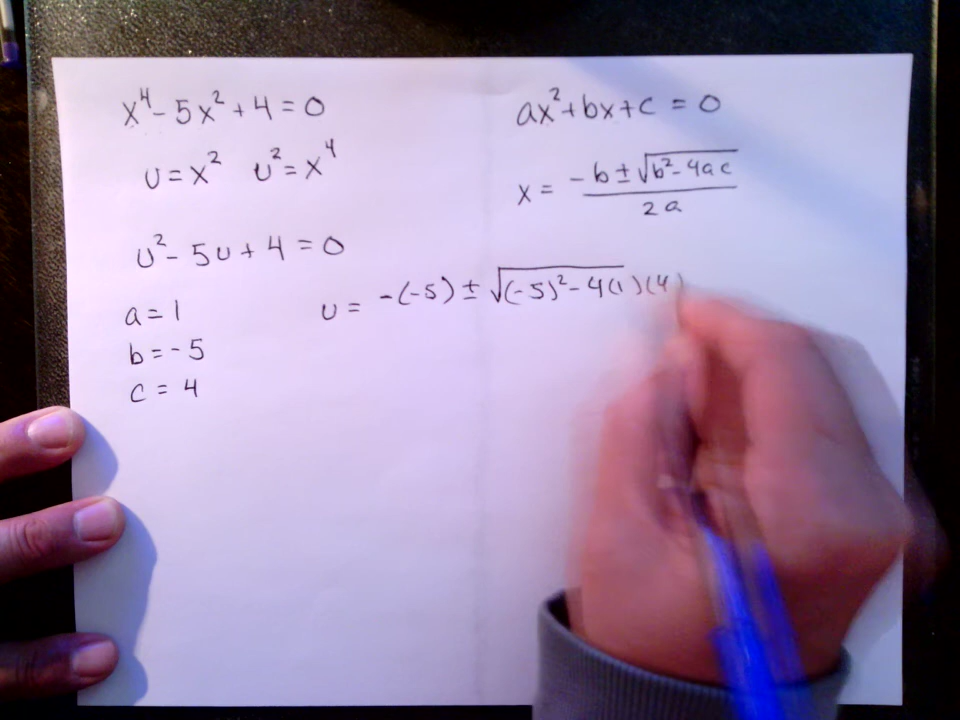 x⁴ - 5x² + 4 = 0
u = x² u² = x⁴
u² - 5u + 4 = 0
a = 1
b = -5
c = 4
ax² + bx + c = 0
x = (-b ± √(b² - 4ac)) / 2a
u = -(-5) ± √((-5)² - 4(1)(4)